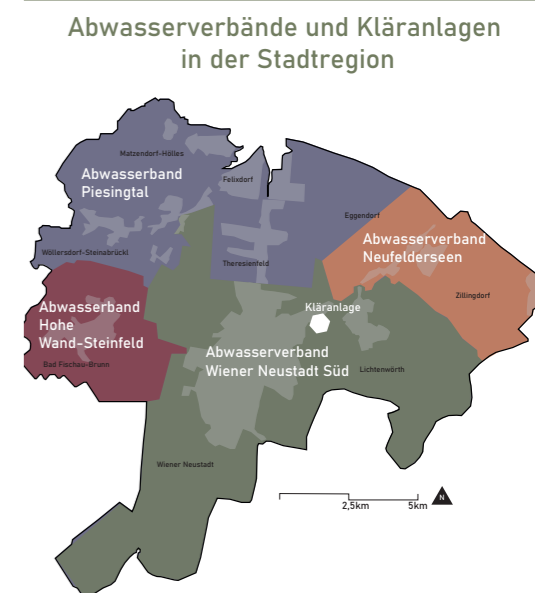 Abwasserverbände und Kläranlagen
in der Stadtregion
Matzendorf-Hölles
Abwasserband
Piesingtal
Felixdorf
Eggendorf
Abwasserverband
Neufelderseen
Wöllersdorf-Steinabrückl
Theresienfeld
Zillingdorf
Abwasserband
Hohe
Wand-Steinfeld
Bad Fischau-Brunn
Kläranlage
Abwasserverband
Wiener Neustadt Süd
Lichtenwörth
Wiener Neustadt
2,5km
5km
N